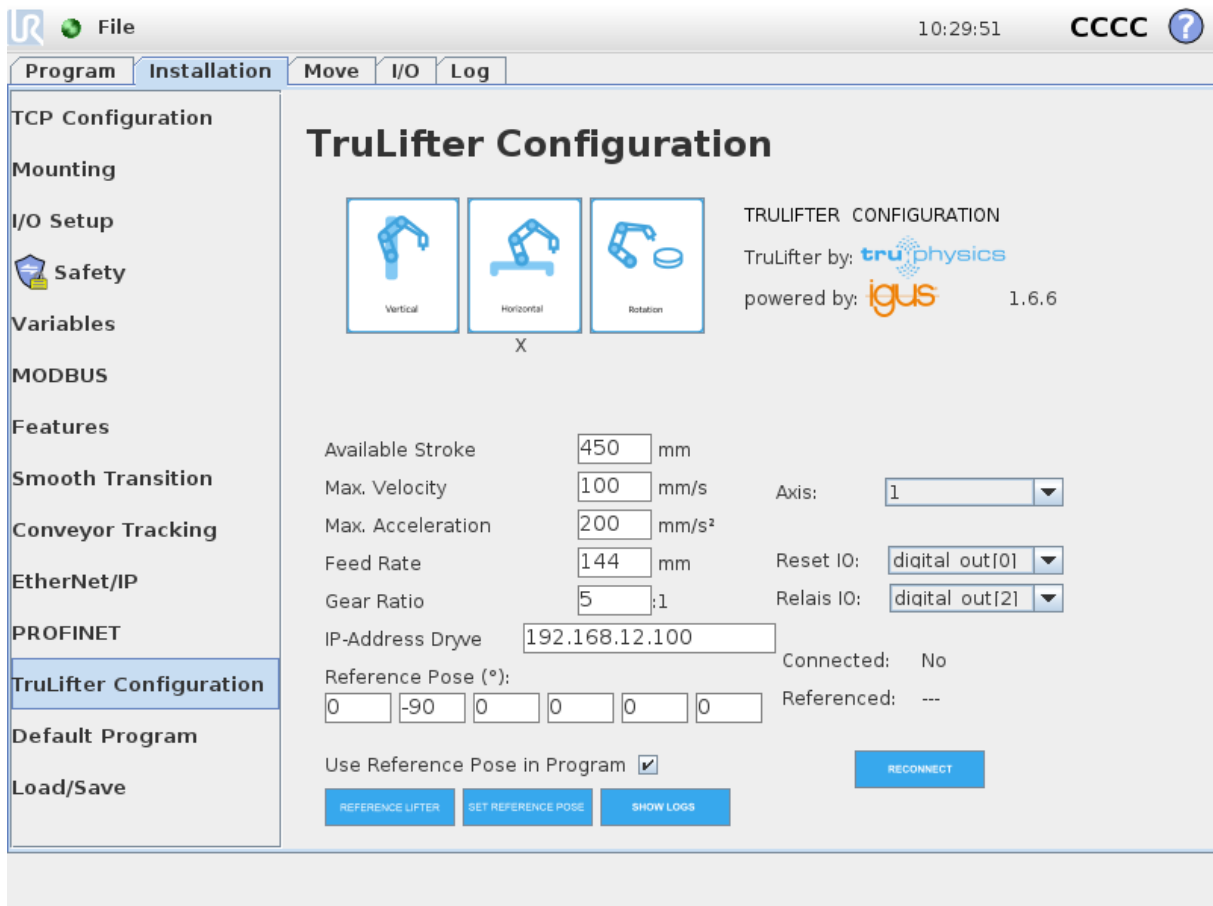 UR File 10:29:51 CCCC ?
Program Installation Move I/O Log
TCP Configuration
Mounting
I/O Setup
Safety
Variables
MODBUS
Features
Smooth Transition
Conveyor Tracking
EtherNet/IP
PROFINET
TruLifter Configuration
Default Program
Load/Save
TruLifter Configuration
Vertical Horizontal Rotation
X
TRULIFTER CONFIGURATION
TruLifter by: tru physics
powered by: igus 1.6.6
Available Stroke 450 mm
Max. Velocity 100 mm/s
Max. Acceleration 200 mm/s²
Feed Rate 144 mm
Gear Ratio 5 :1
IP-Address Dryve 192.168.12.100
Reference Pose (°):
0 -90 0 0 0 0
Use Reference Pose in Program
REFERENCE LIFTER SET REFERENCE POSE SHOW LOGS
Axis: 1
Reset IO: digital_out[0]
Relais IO: digital_out[2]
Connected: No
Referenced: ---
RECONNECT